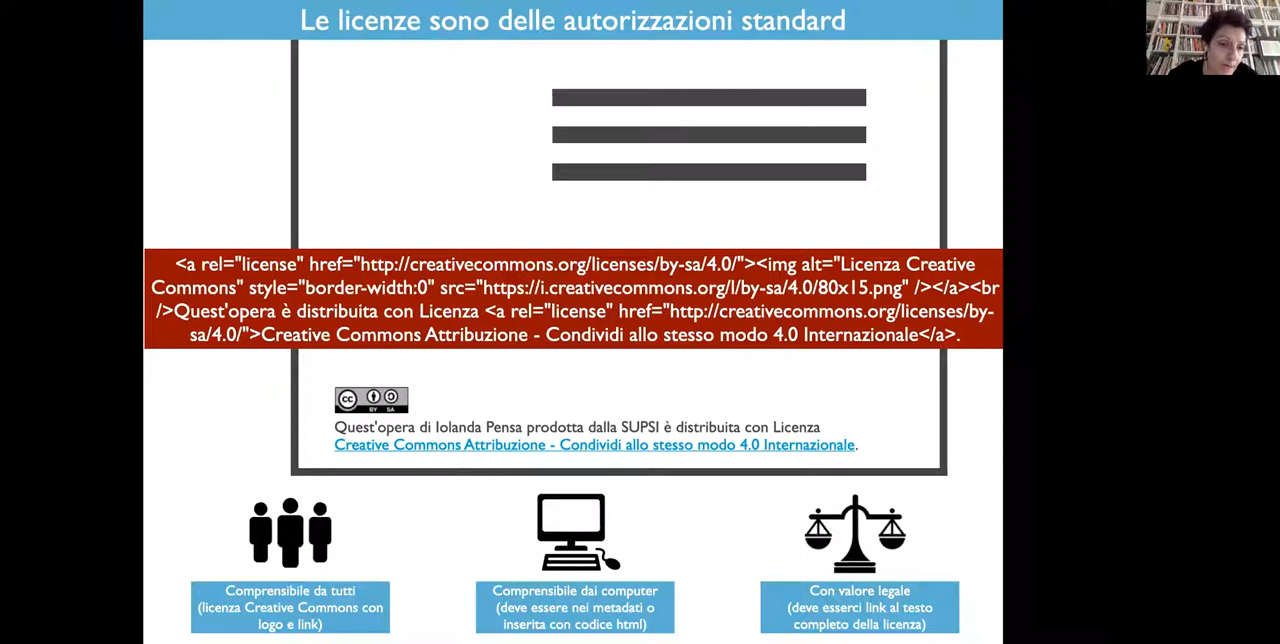 Le licenze sono delle autorizzazioni standard
<a rel="license" href="http://creativecommons.org/licenses/by-sa/4.0/"><img alt="Licenza Creative
Commons" style="border-width:0" src="https://i.creativecommons.org/l/by-sa/4.0/80x15.png" /></a><br
/>Quest'opera è distribuita con Licenza <a rel="license" href="http://creativecommons.org/licenses/by-
sa/4.0/">Creative Commons Attribuzione - Condividi allo stesso modo 4.0 Internazionale</a>.
cc
BY SA
Quest'opera di Iolanda Pensa prodotta dalla SUPSI è distribuita con Licenza
Creative Commons Attribuzione - Condividi allo stesso modo 4.0 Internazionale.
Comprensibile da tutti
(licenza Creative Commons con
logo e link)
Comprensibile dai computer
(deve essere nei metadati o
inserita con codice html)
Con valore legale
(deve esserci link al testo
completo della licenza)